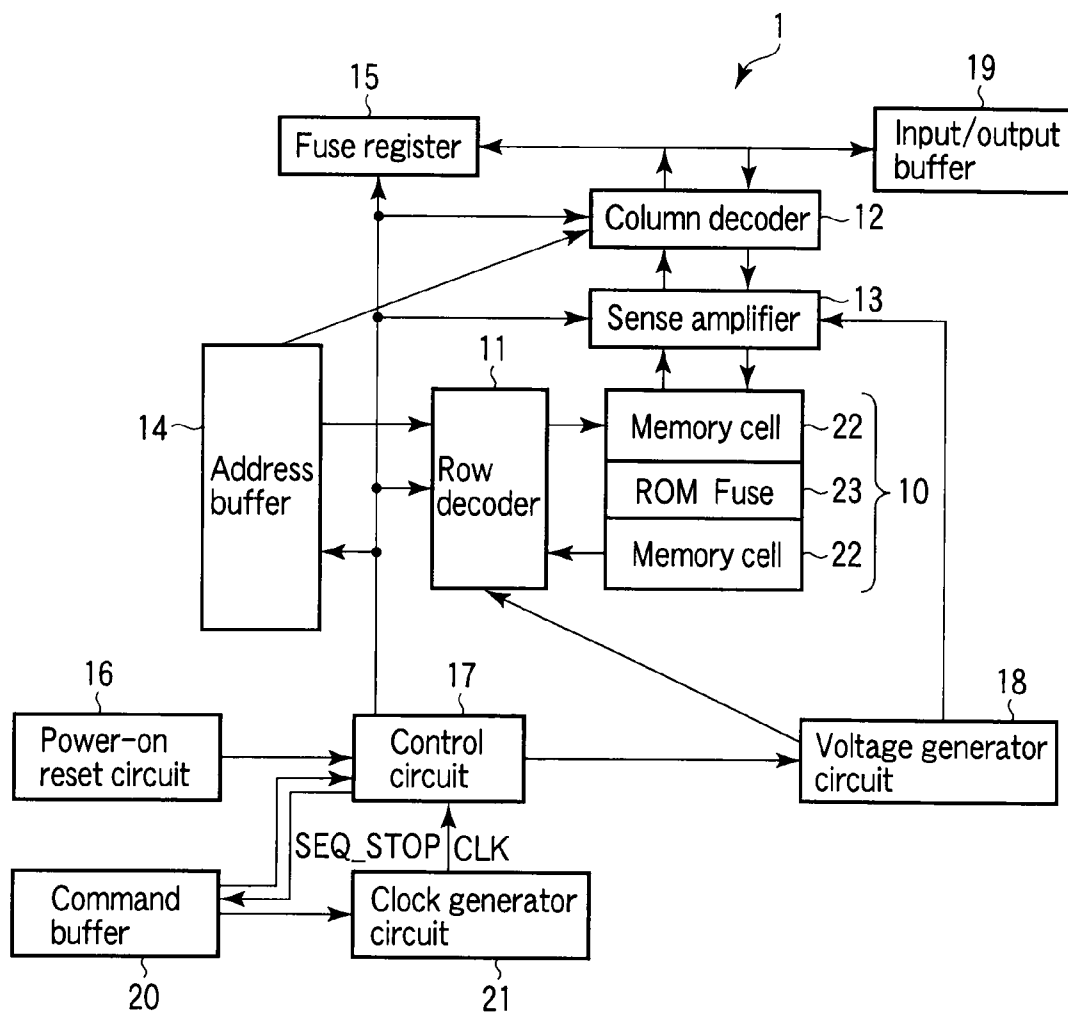 1
15
19
Fuse register
Input/output
buffer
Column decoder
12
13
Sense amplifier
11
14
Address
buffer
Row
decoder
Memory cell
22
ROM Fuse
23
10
Memory cell
22
16
17
18
Power-on
reset circuit
Control
circuit
Voltage generator
circuit
SEQ_STOP
CLK
Command
buffer
Clock generator
circuit
20
21